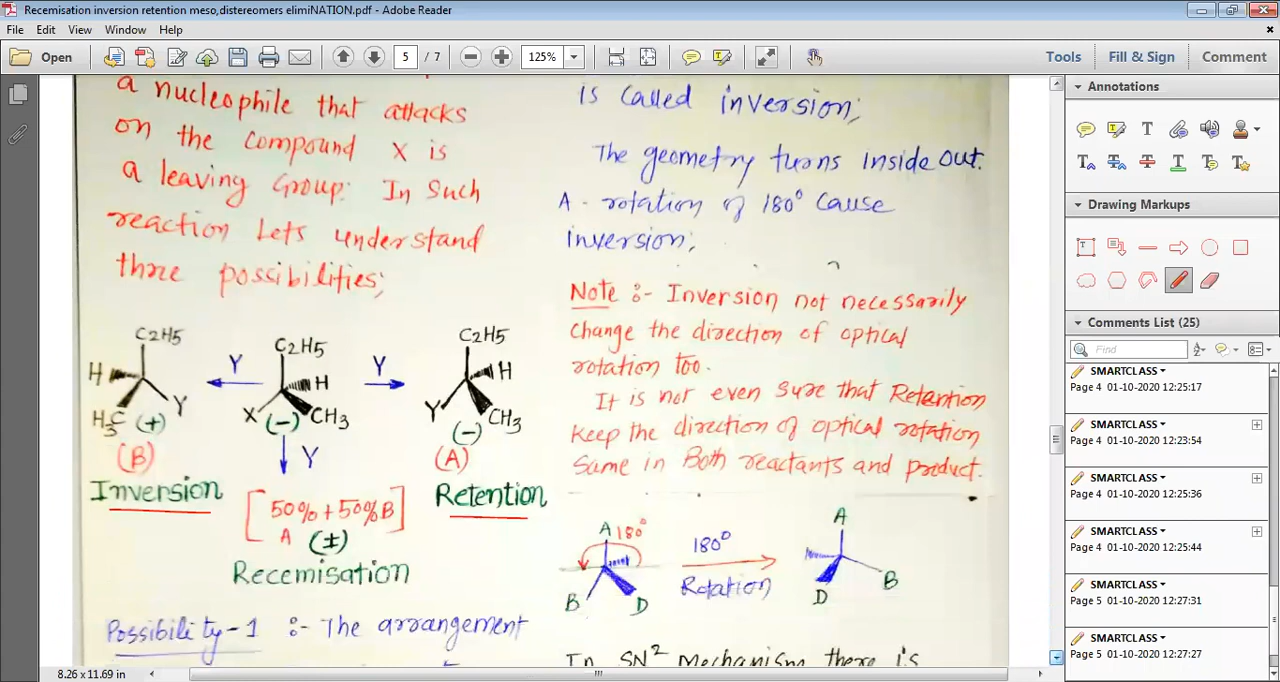 Recemisation inversion retention meso,distereomers elimiNATION.pdf - Adobe Reader
File Edit View Window Help
Open
5 / 7
125%
Tools
Fill & Sign
Comment
a nucleophile that attacks
on the compound X is
a leaving Group: In Such
reaction Lets understand
three possibilities;
C2H5
H
H3C (+)
Y
(B)
Inversion
Y
C2H5
H
X (-) CH3
Y
C2H5
H
Y
CH3
(-)
(A)
Retention
Y
[50% + 50% B]
A (±)
Recemisation
Possibility-1 :- The arrangement
is called inversion;
The geometry turns inside out.
A - rotation of 180° Cause
inversion;
Note :- Inversion not necessarily
Change the direction of optical
rotation too.
It is not even sure that Retention
Keep the direction of optical rotation
Same in Both reactants and product.
A 180°
B
D
180°
Rotation
A
B
D
In SN2 Mechanism there is
Annotations
T
Drawing Markups
Comments List (25)
Find
SMARTCLASS
Page 4 01-10-2020 12:25:17
SMARTCLASS
Page 4 01-10-2020 12:23:54
SMARTCLASS
Page 4 01-10-2020 12:25:36
SMARTCLASS
Page 4 01-10-2020 12:25:44
SMARTCLASS
Page 5 01-10-2020 12:27:31
SMARTCLASS
Page 5 01-10-2020 12:27:27
8.26 x 11.69 in